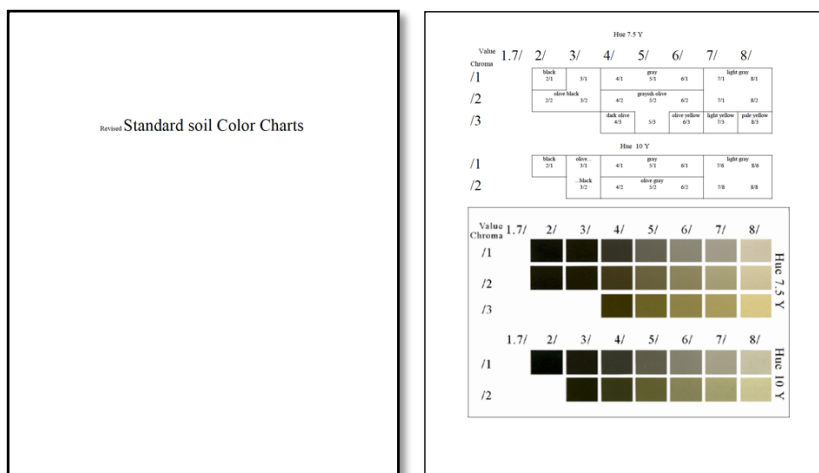 Revised Standard soil Color Charts
Hue 7.5 Y
Value 1.7/ 2/ 3/ 4/ 5/ 6/ 7/ 8/
Chroma
/1 black gray light gray
2/1 3/1 4/1 5/1 6/1 7/1 8/1
/2 olive black grayish olive
2/2 3/2 4/2 5/2 6/2 7/1 8/2
/3 dark olive olive yellow light yellow pale yellow
4/3 5/3 6/3 7/3 8/3
Hue 10 Y
/1 black olive... gray light gray
2/1 3/1 4/1 5/1 6/1 7/6 8/6
/2 ...black olive gray
3/2 4/2 5/2 6/2 7/8 8/8
Value 1.7/ 2/ 3/ 4/ 5/ 6/ 7/ 8/
Chroma
/1
/2
/3
Hue 7.5 Y
1.7/ 2/ 3/ 4/ 5/ 6/ 7/ 8/
/1
/2
Hue 10 Y